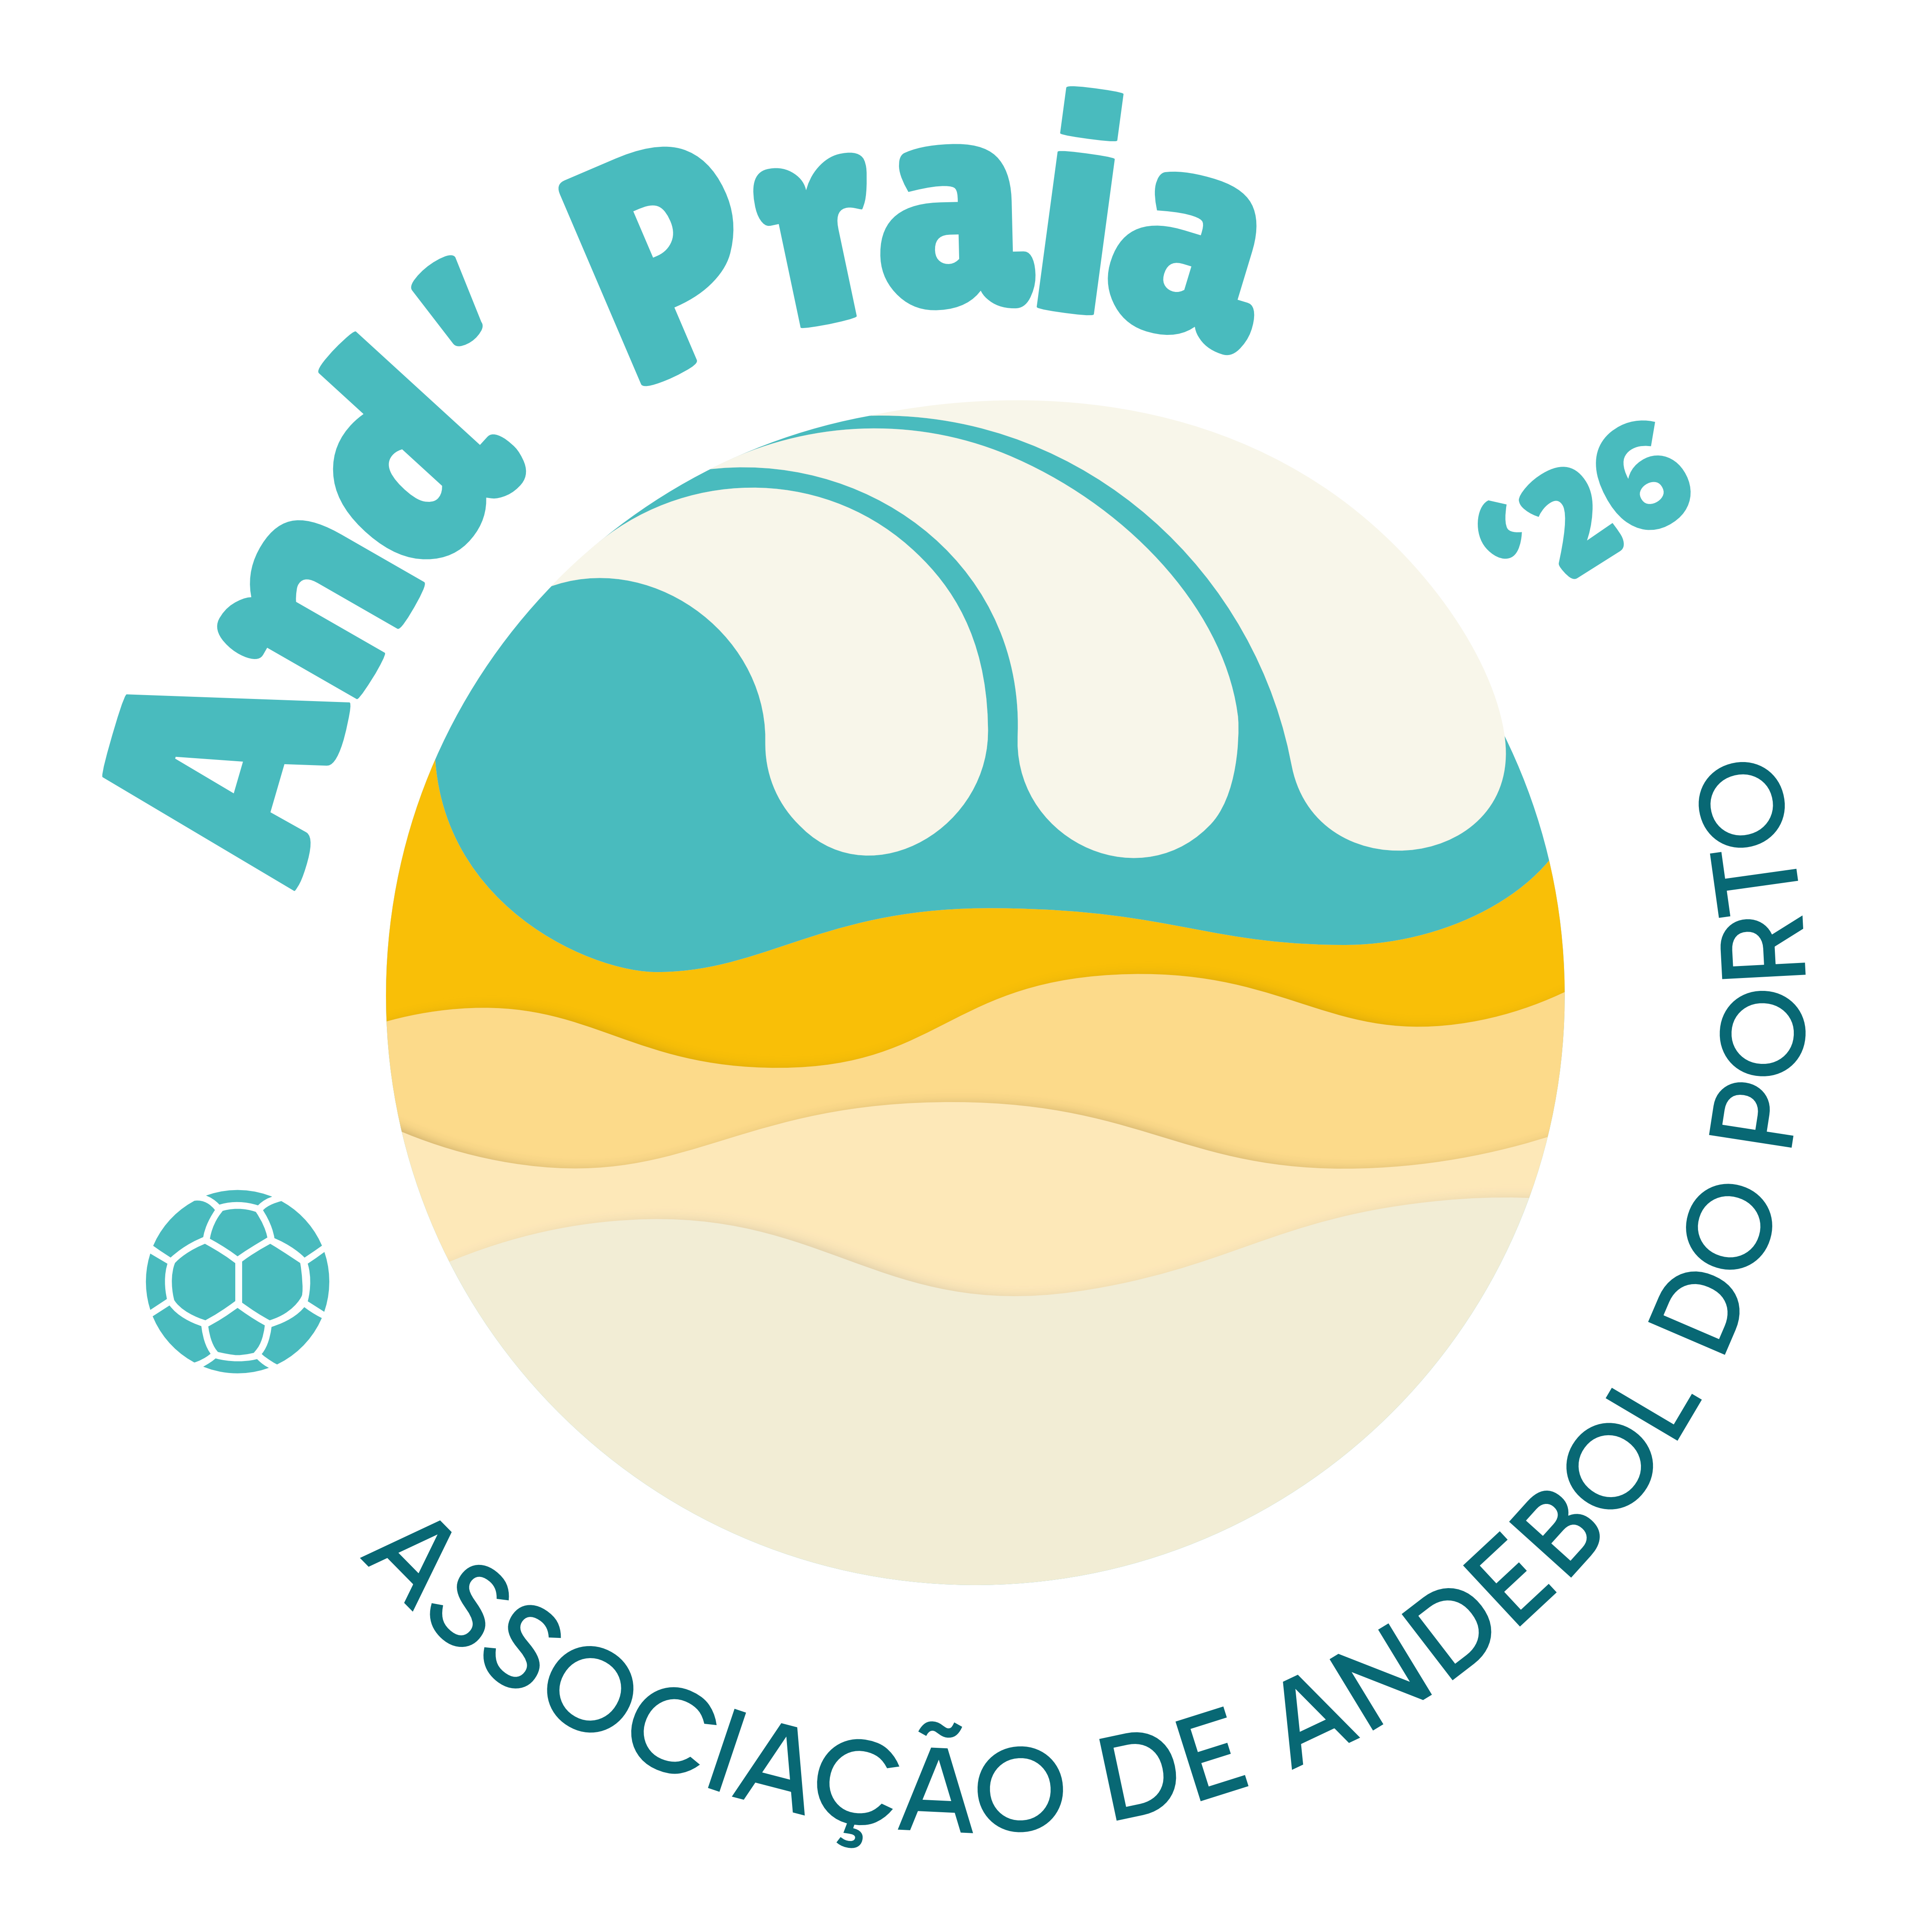 And' Praia
‘26
ASSOCIAÇÃO DE ANDEBOL DO PORTO